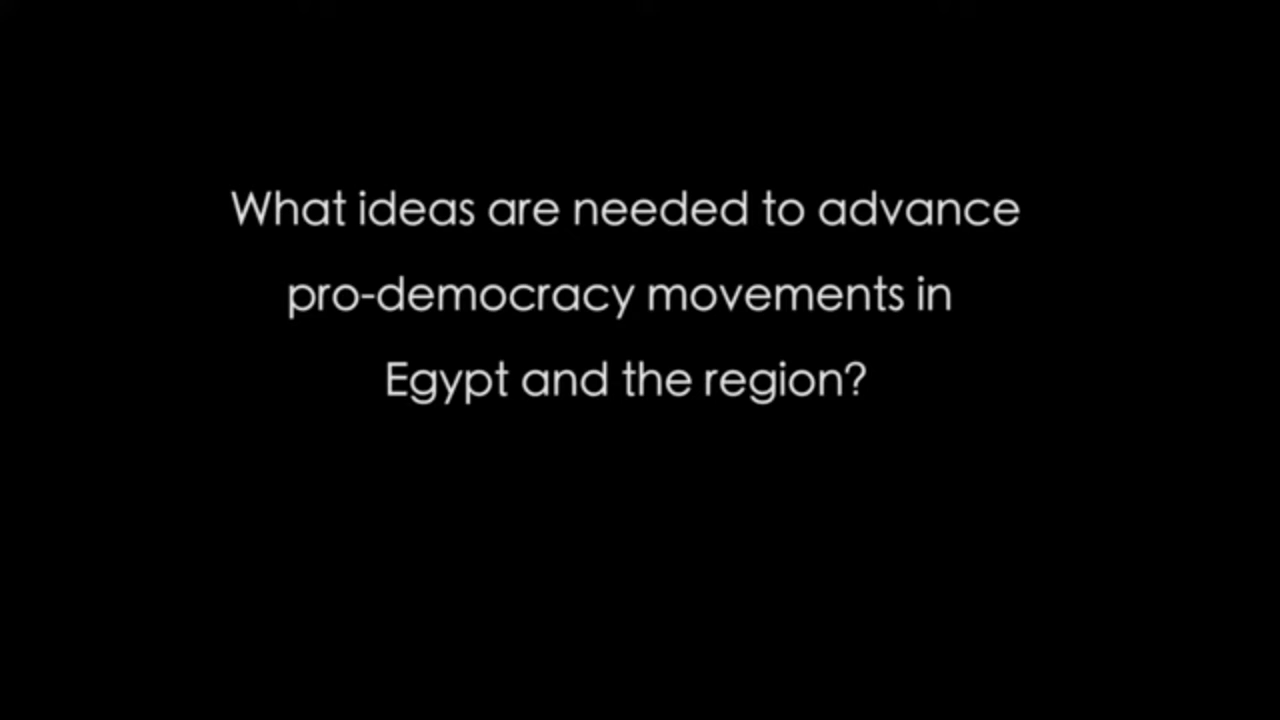 What ideas are needed to advance
pro-democracy movements in
Egypt and the region?